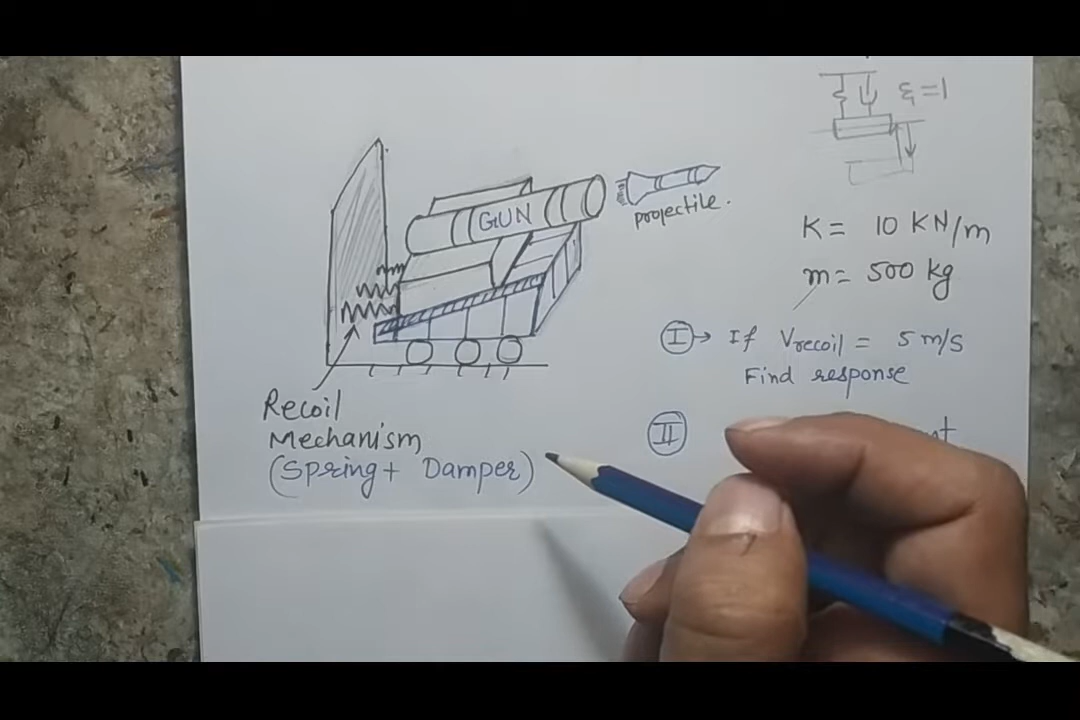 ξ = 1
GUN
projectile.
K = 10 KN/m
m = 500 kg
I → If Vrecoil = 5 m/s
Find response
II
Recoil
Mechanism
(Spring + Damper)